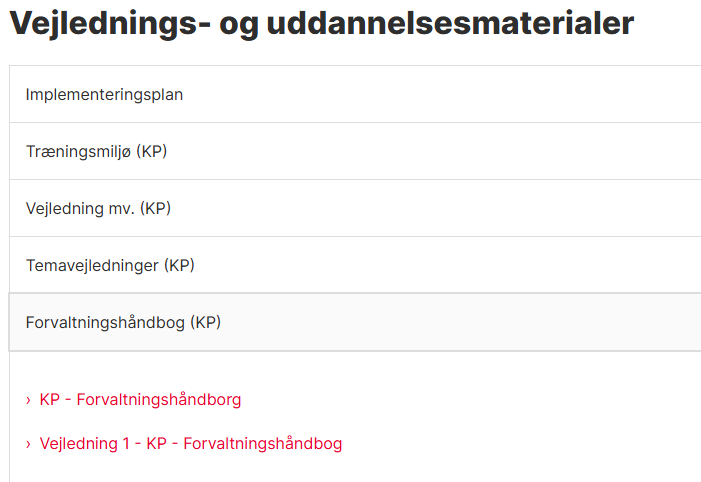 Vejlednings- og uddannelsesmaterialer
Implementeringsplan
Træningsmiljø (KP)
Vejledning mv. (KP)
Temavejledninger (KP)
Forvaltningshåndbog (KP)
› KP - Forvaltningshåndborg
› Vejledning 1 - KP - Forvaltningshåndbog